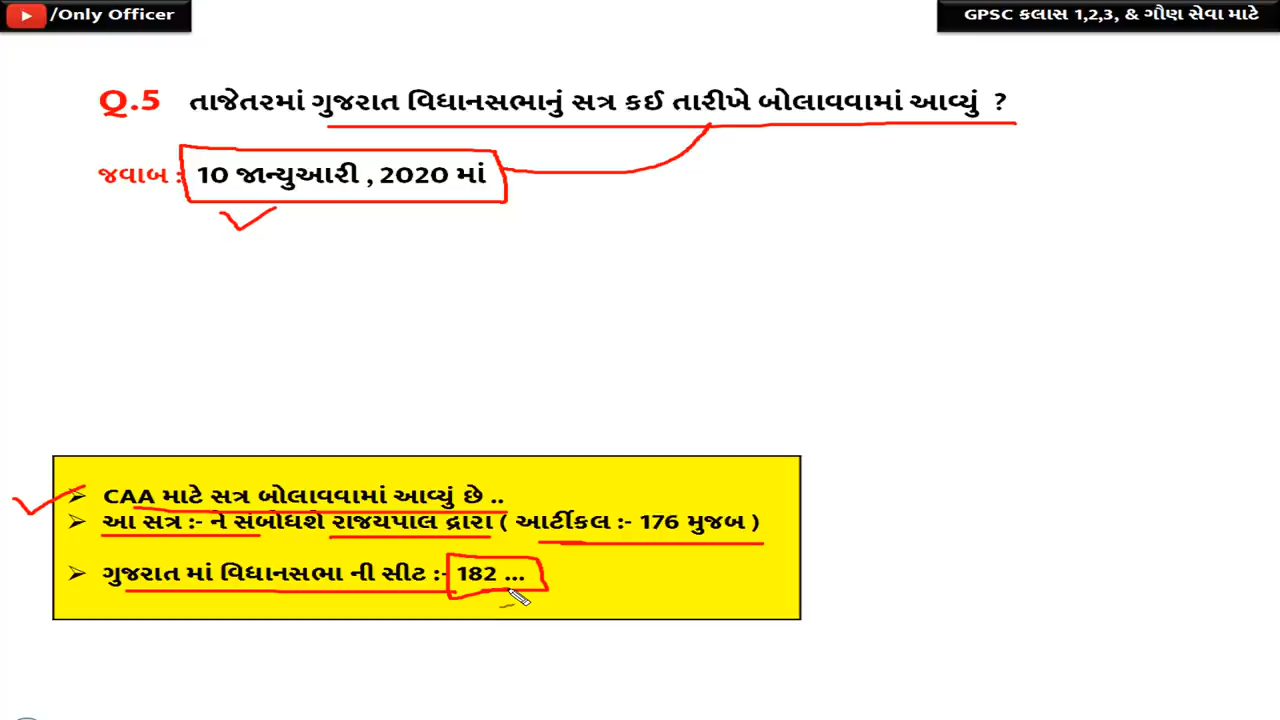 /Only Officer
GPSC કલાસ 1,2,3, & ગૌણ સેવા માટે
Q.5 તાજેતરમાં ગુજરાત વિધાનસભાનું સત્ર કઈ તારીખે બોલાવવામાં આવ્યું ?
જવાબ : 10 જાન્યુઆરી , 2020 માં
➢ CAA માટે સત્ર બોલાવવામાં આવ્યું છે ..
➢ આ સત્ર :- ને સંબોધશે રાજયપાલ દ્રારા ( આર્ટીકલ :- 176 મુજબ )
➢ ગુજરાત માં વિધાનસભા ની સીટ :- 182 ...